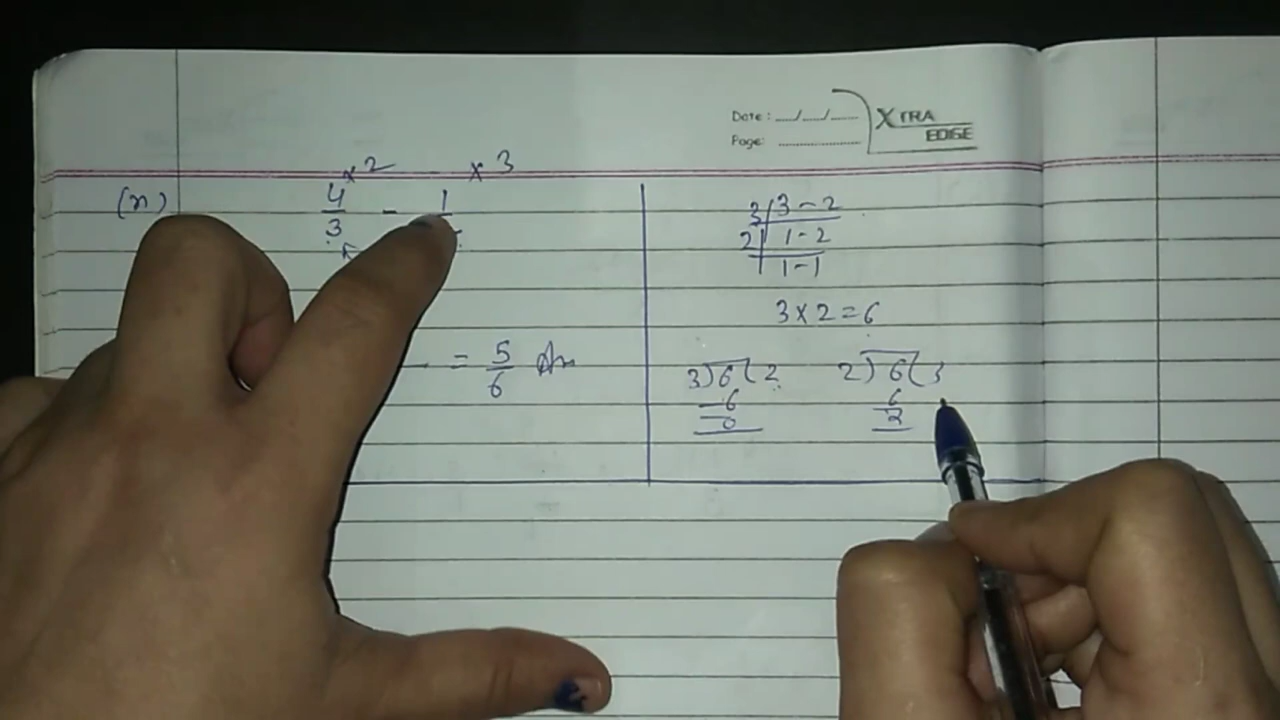 Date : __/__/__
Page: ............
XTRA
EDGE
(n) 4/3 ×2 - 1 ×3
= 5/6 Ans
3 | 3 - 2
2 | 1 - 2
| 1 - 1
3 × 2 = 6
3) 6 ( 2
- 6
0
2) 6 ( 3
6